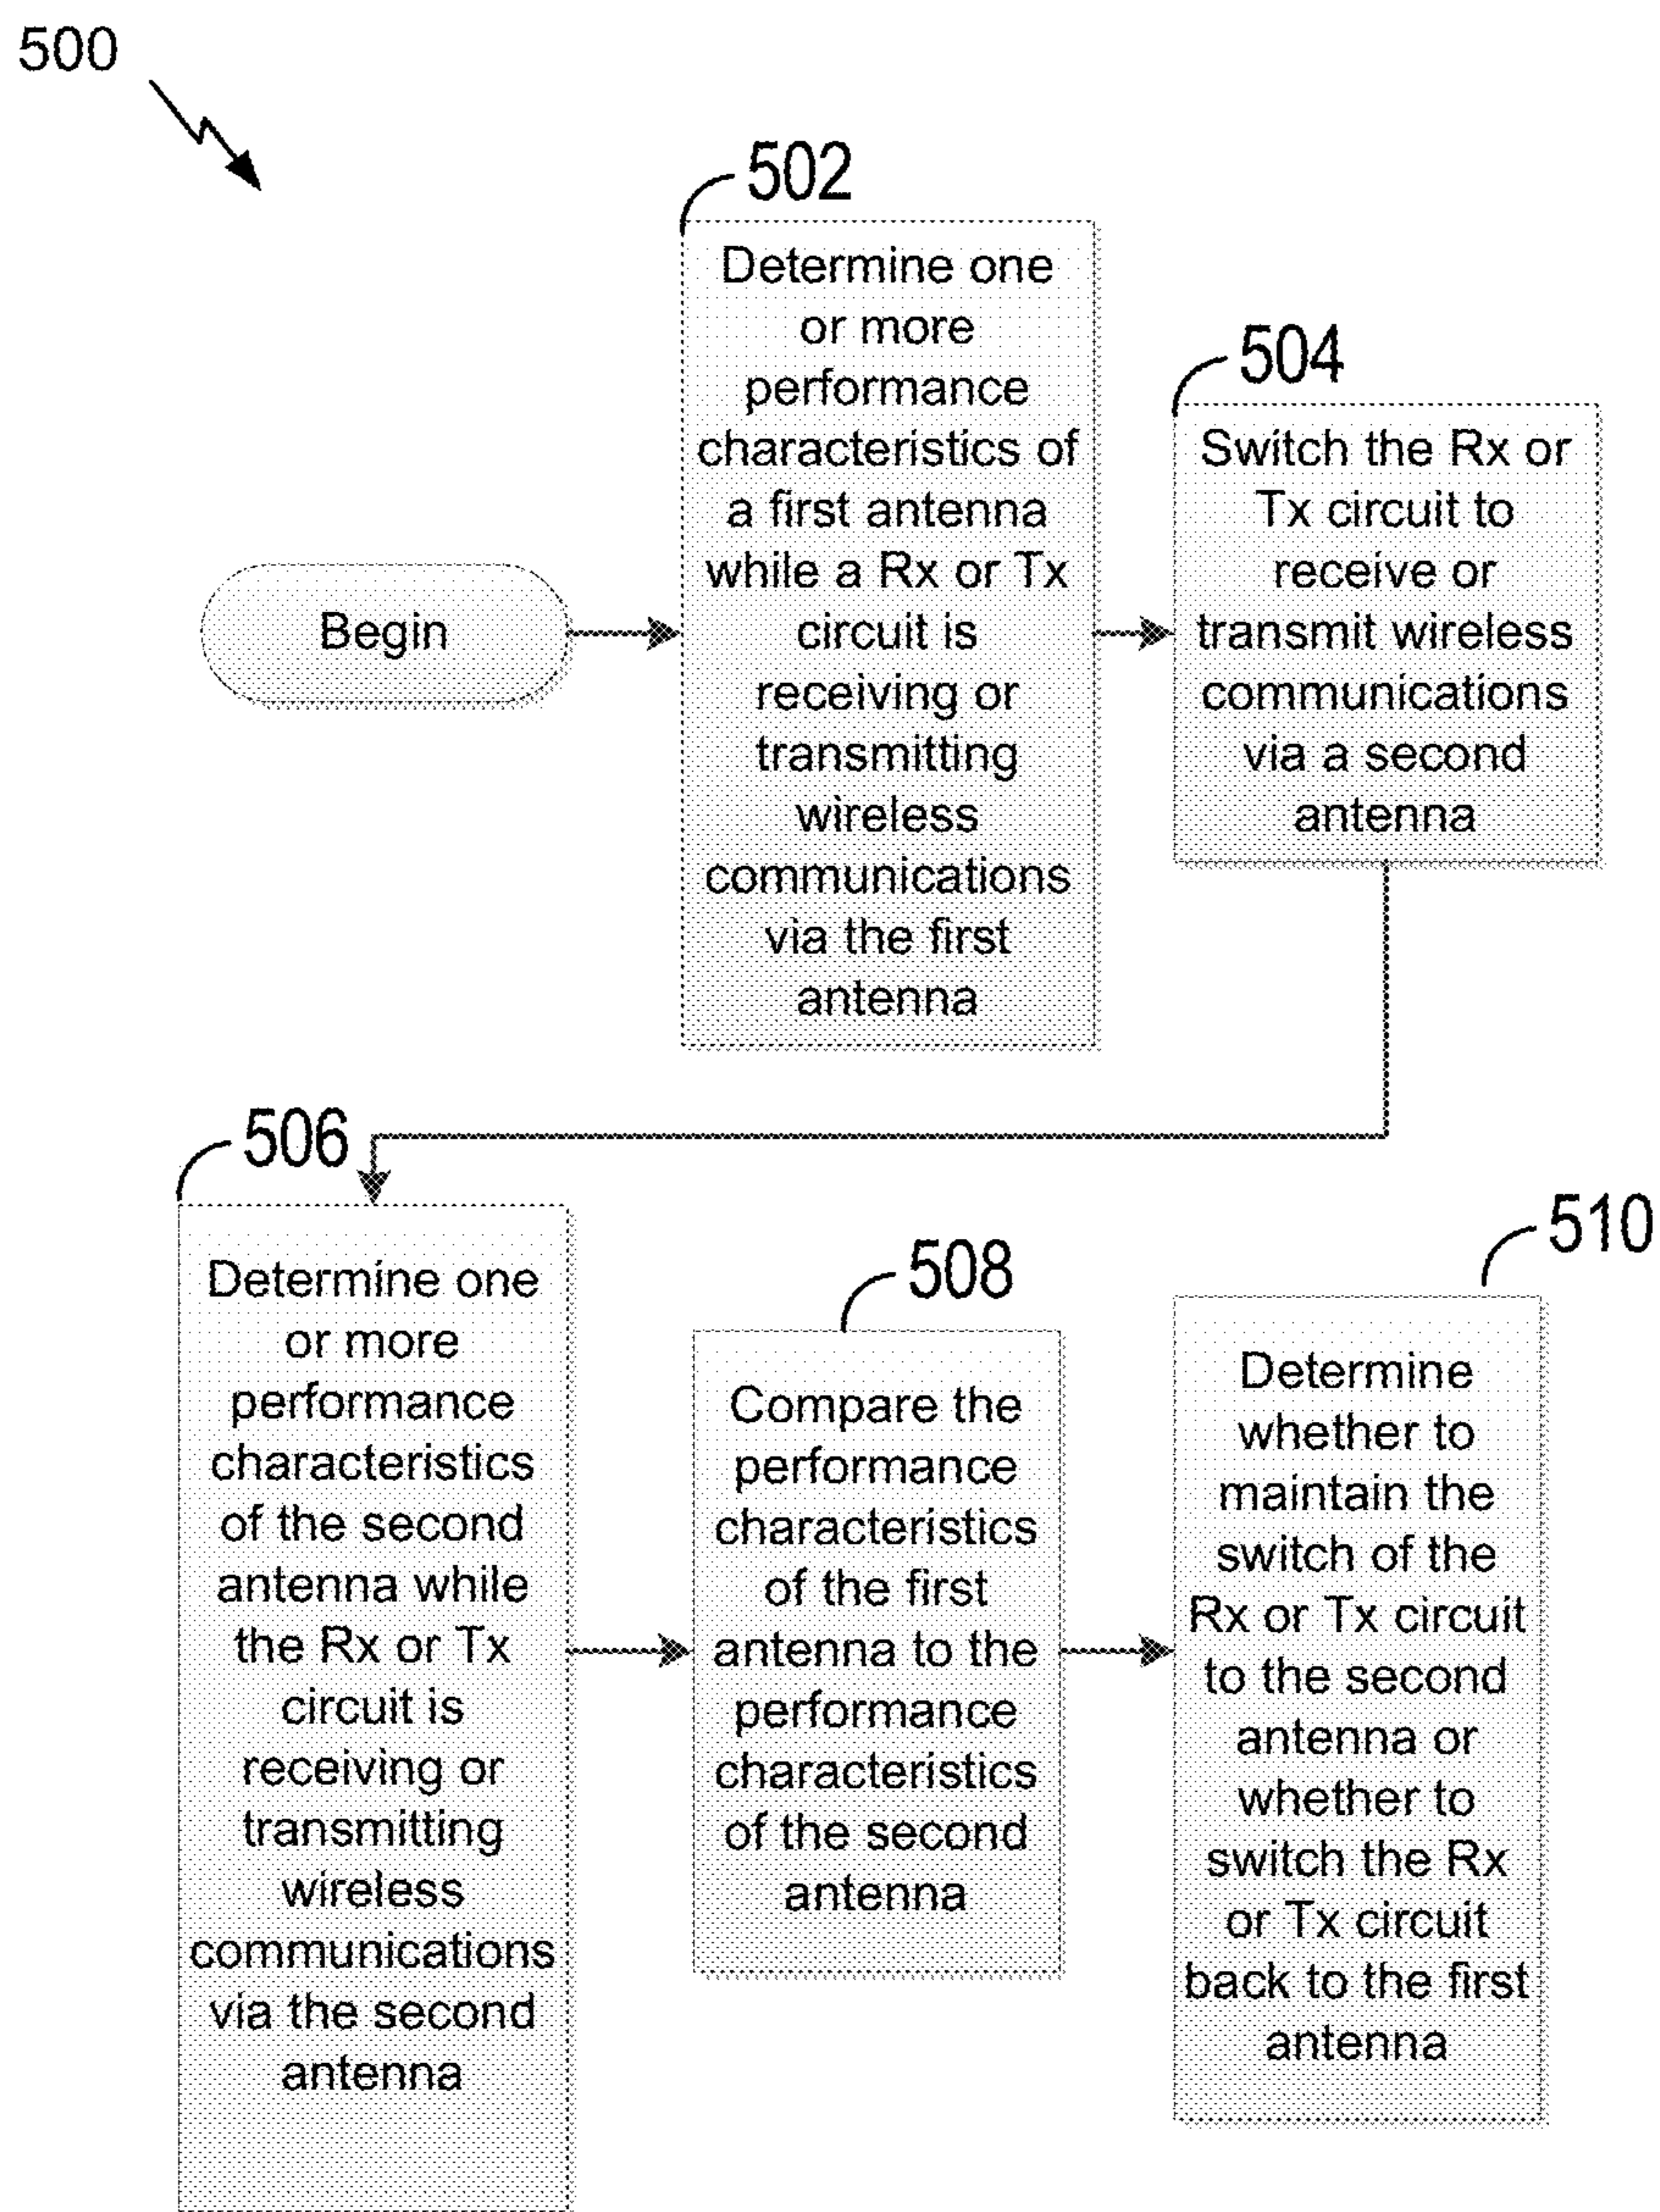 500
502
Determine one
or more
performance
characteristics of
a first antenna
while a Rx or Tx
circuit is
receiving or
transmitting
wireless
communications
via the first
antenna
504
Switch the Rx or
Tx circuit to
receive or
transmit wireless
communications
via a second
antenna
Begin
506
Determine one
or more
performance
characteristics
of the second
antenna while
the Rx or Tx
circuit is
receiving or
transmitting
wireless
communications
via the second
antenna
508
Compare the
performance
characteristics
of the first
antenna to the
performance
characteristics
of the second
antenna
510
Determine
whether to
maintain the
switch of the
Rx or Tx circuit
to the second
antenna or
whether to
switch the Rx
or Tx circuit
back to the first
antenna